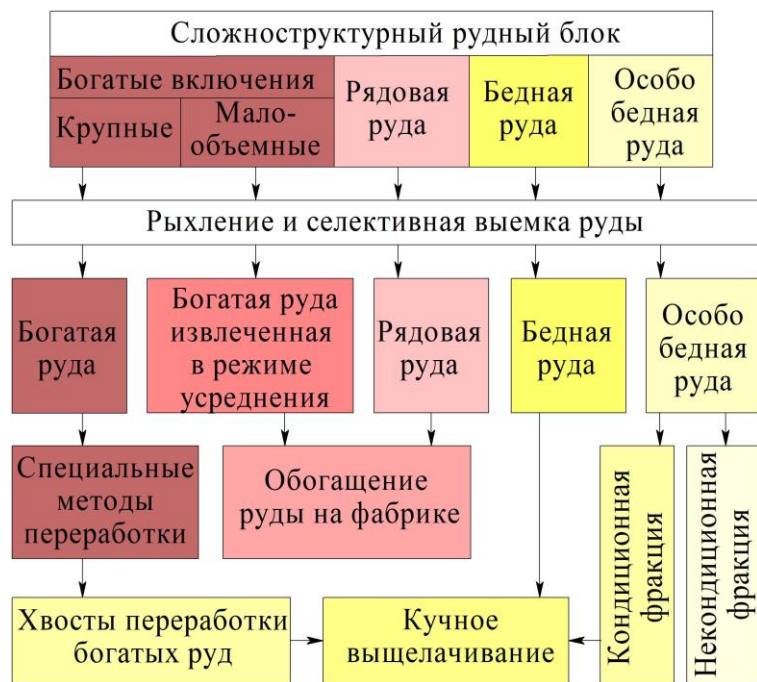 Сложноструктурный рудный блок
Богатые включения
Крупные
Мало-
объемные
Рядовая
руда
Бедная
руда
Особо
бедная
руда
Рыхление и селективная выемка руды
Богатая
руда
Богатая руда
извлеченная
в режиме
усреднения
Рядовая
руда
Бедная
руда
Особо
бедная
руда
Специальные
методы
переработки
Обогащение
руды на фабрике
Кондиционная
фракция
Некондиционная
фракция
Хвосты переработки
богатых руд
Кучное
выщелачивание